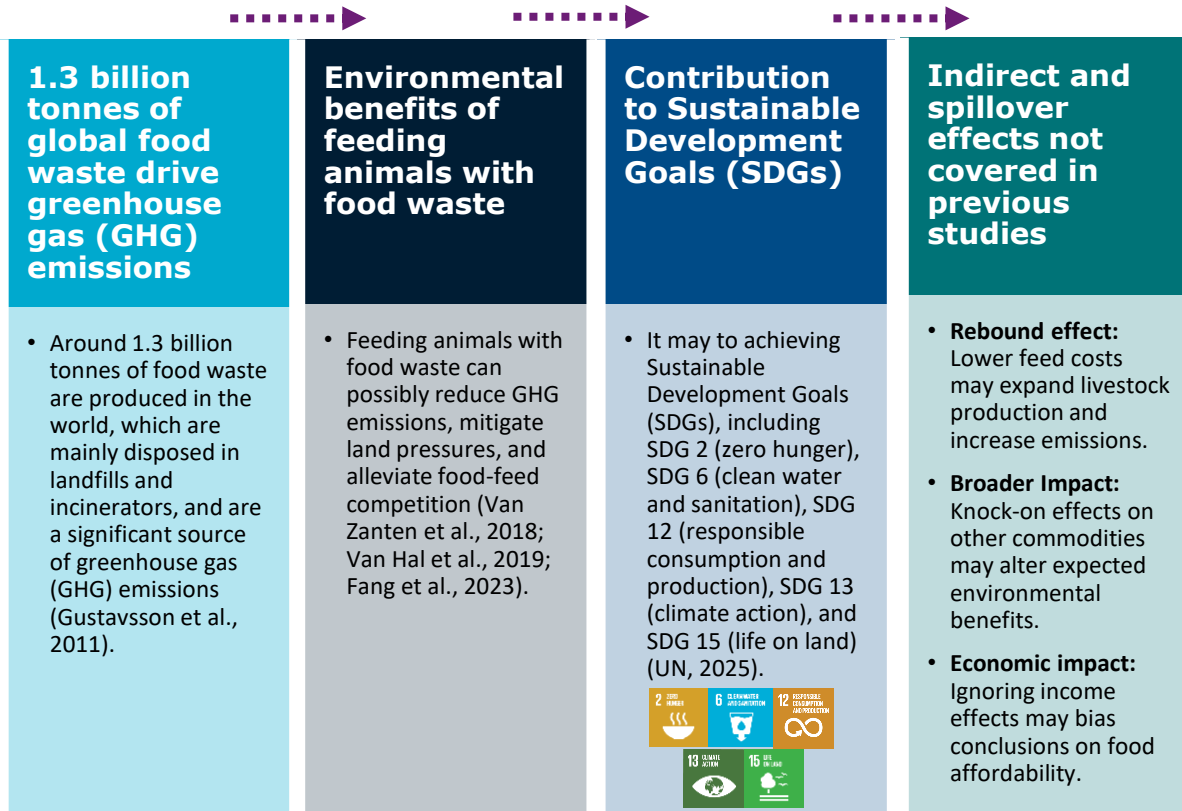 1.3 billion
tonnes of
global food
waste drive
greenhouse
gas (GHG)
emissions
• Around 1.3 billion
tonnes of food waste
are produced in the
world, which are
mainly disposed in
landfills and
incinerators, and are
a significant source
of greenhouse gas
(GHG) emissions
(Gustavsson et al.,
2011).
Environmental
benefits of
feeding
animals with
food waste
• Feeding animals with
food waste can
possibly reduce GHG
emissions, mitigate
land pressures, and
alleviate food-feed
competition (Van
Zanten et al., 2018;
Van Hal et al., 2019;
Fang et al., 2023).
Contribution
to Sustainable
Development
Goals (SDGs)
• It may to achieving
Sustainable
Development Goals
(SDGs), including
SDG 2 (zero hunger),
SDG 6 (clean water
and sanitation), SDG
12 (responsible
consumption and
production), SDG 13
(climate action), and
SDG 15 (life on land)
(UN, 2025).
2 ZERO
HUNGER
6 CLEAN WATER
AND SANITATION
12 RESPONSIBLE
CONSUMPTION
AND PRODUCTION
13 CLIMATE
ACTION
15 LIFE
ON LAND
Indirect and
spillover
effects not
covered in
previous
studies
• Rebound effect:
Lower feed costs
may expand livestock
production and
increase emissions.
• Broader Impact:
Knock-on effects on
other commodities
may alter expected
environmental
benefits.
• Economic impact:
Ignoring income
effects may bias
conclusions on food
affordability.